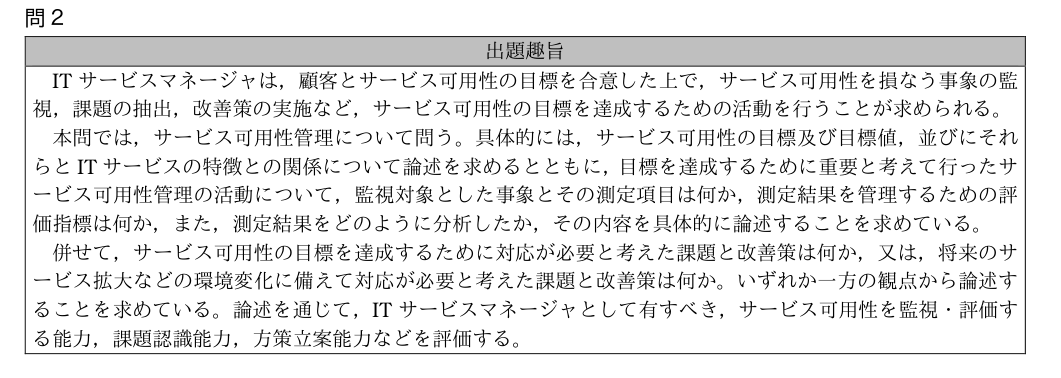 問2
出題趣旨
IT サービスマネージャは，顧客とサービス可用性の目標を合意した上で，サービス可用性を損なう事象の監
視，課題の抽出，改善策の実施など，サービス可用性の目標を達成するための活動を行うことが求められる。
本問では，サービス可用性管理について問う。具体的には，サービス可用性の目標及び目標値，並びにそれ
らと IT サービスの特徴との関係について論述を求めるとともに，目標を達成するために重要と考えて行ったサ
ービス可用性管理の活動について，監視対象とした事象とその測定項目は何か，測定結果を管理するための評
価指標は何か，また，測定結果をどのように分析したか，その内容を具体的に論述することを求めている。
併せて，サービス可用性の目標を達成するために対応が必要と考えた課題と改善策は何か，又は，将来のサ
ービス拡大などの環境変化に備えて対応が必要と考えた課題と改善策は何か。いずれか一方の観点から論述す
ることを求めている。論述を通じて，IT サービスマネージャとして有すべき，サービス可用性を監視・評価す
る能力，課題認識能力，方策立案能力などを評価する。